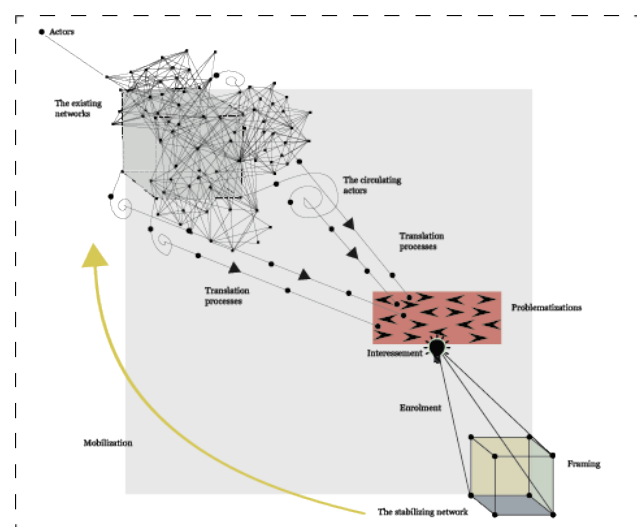 Actors
The existing
networks
The circulating
actors
Translation
processes
Translation
processes
Problematizations
Interessement
Enrolment
Mobilization
Framing
The stabilizing network